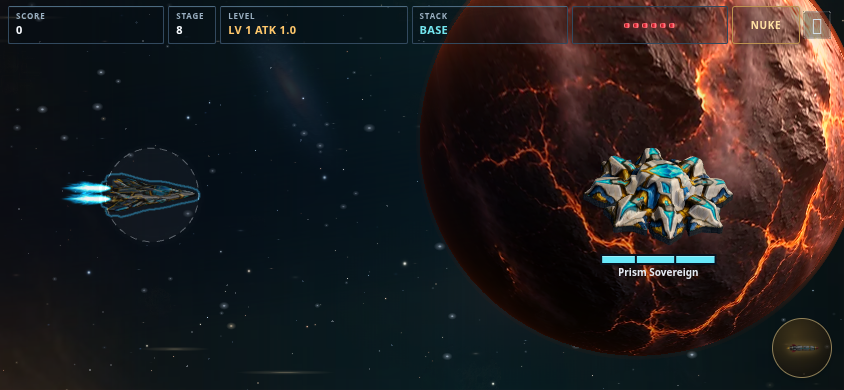 SCORE
0
STAGE
8
LEVEL
LV 1 ATK 1.0
STACK
BASE
NUKE
Prism Sovereign